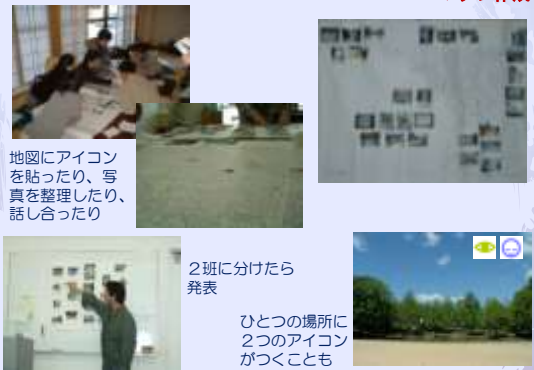 地図にアイコン
を貼ったり、写
真を整理したり、
話し合ったり
２班に分けたら
発表
ひとつの場所に
２つのアイコン
がつくことも